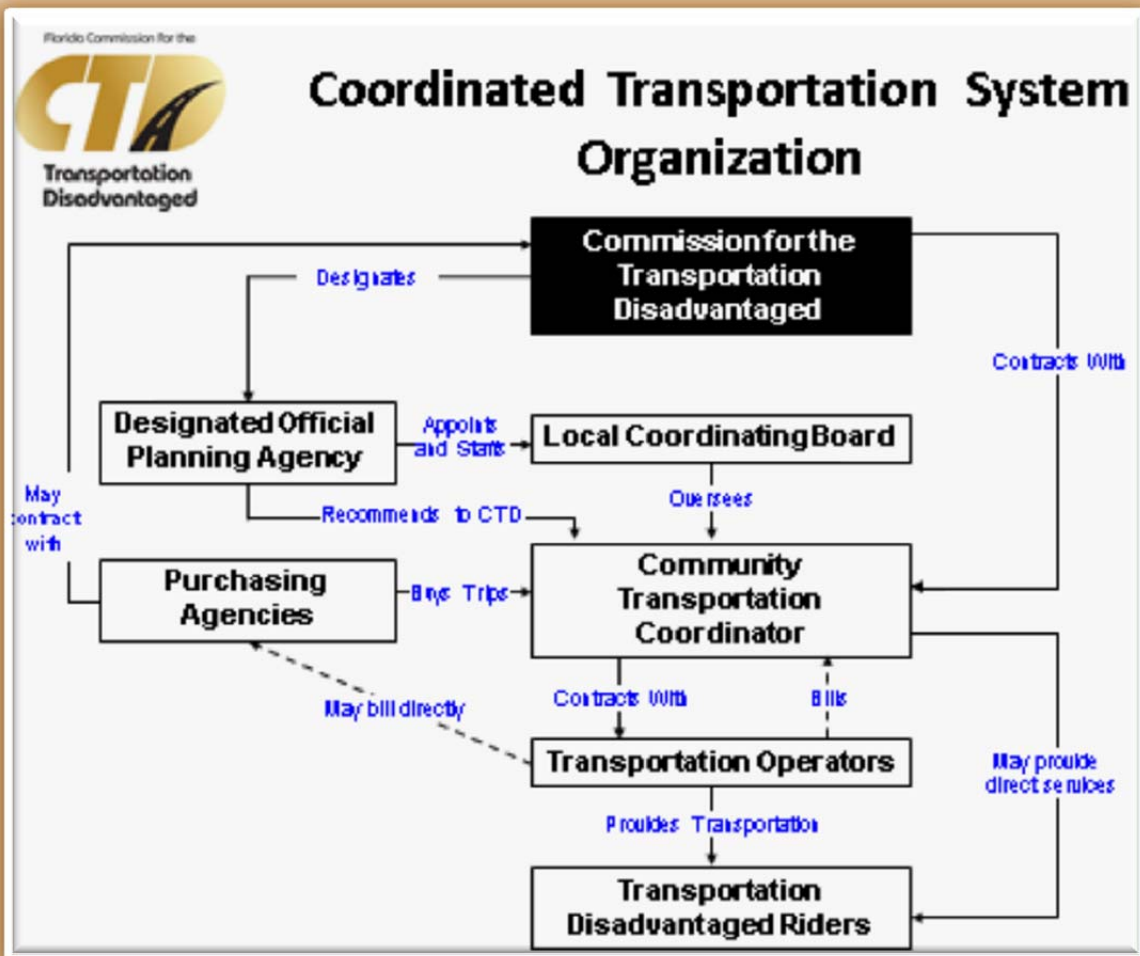 Florida Commission for the
CTD
Transportation
Disadvantaged
Coordinated Transportation System
Organization
Commission for the
Transportation
Disadvantaged
Designates
Contracts With
Designated Official
Planning Agency
Appoints
and Staffs
Local Coordinating Board
May
contract
with
Recommends to CTD
Oversees
Purchasing
Agencies
Buys Trips
Community
Transportation
Coordinator
May bill directly
Contracts With
Bills
Transportation Operators
May provide
direct services
Provides Transportation
Transportation
Disadvantaged Riders